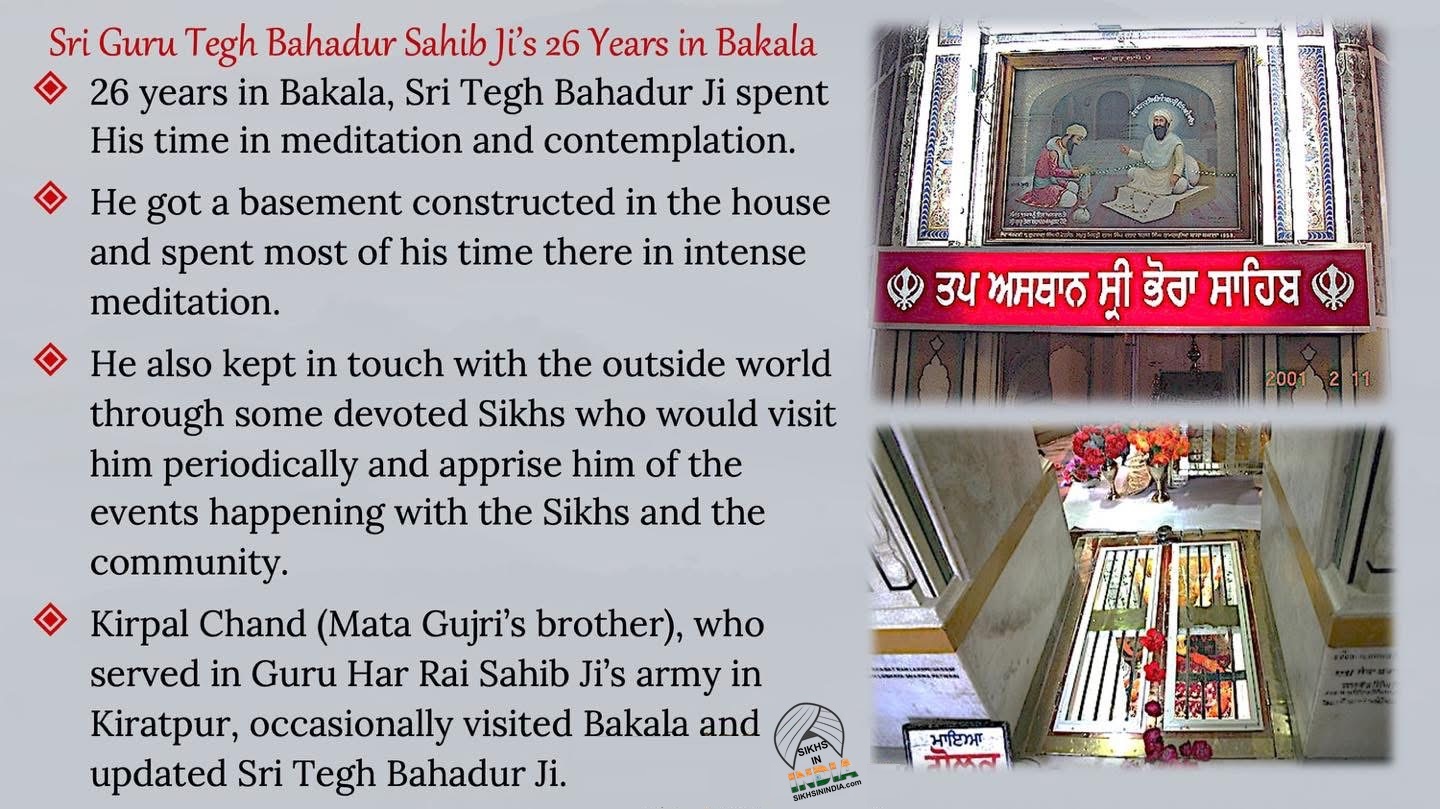 Sri Guru Tegh Bahadur Sahib Ji’s 26 Years in Bakala
26 years in Bakala, Sri Tegh Bahadur Ji spent
His time in meditation and contemplation.
He got a basement constructed in the house
and spent most of his time there in intense
meditation.
He also kept in touch with the outside world
through some devoted Sikhs who would visit
him periodically and apprise him of the
events happening with the Sikhs and the
community.
Kirpal Chand (Mata Gujri’s brother), who
served in Guru Har Rai Sahib Ji’s army in
Kiratpur, occasionally visited Bakala and
updated Sri Tegh Bahadur Ji.
ਤਪ ਅਸਥਾਨ ਸ੍ਰੀ ਭੋਰਾ ਸਾਹਿਬ
2001 2 11
ਮਾਇਆ
ਗੋਲਕ
SIKHS
IN
INDIA
SIKHSININDIA.com